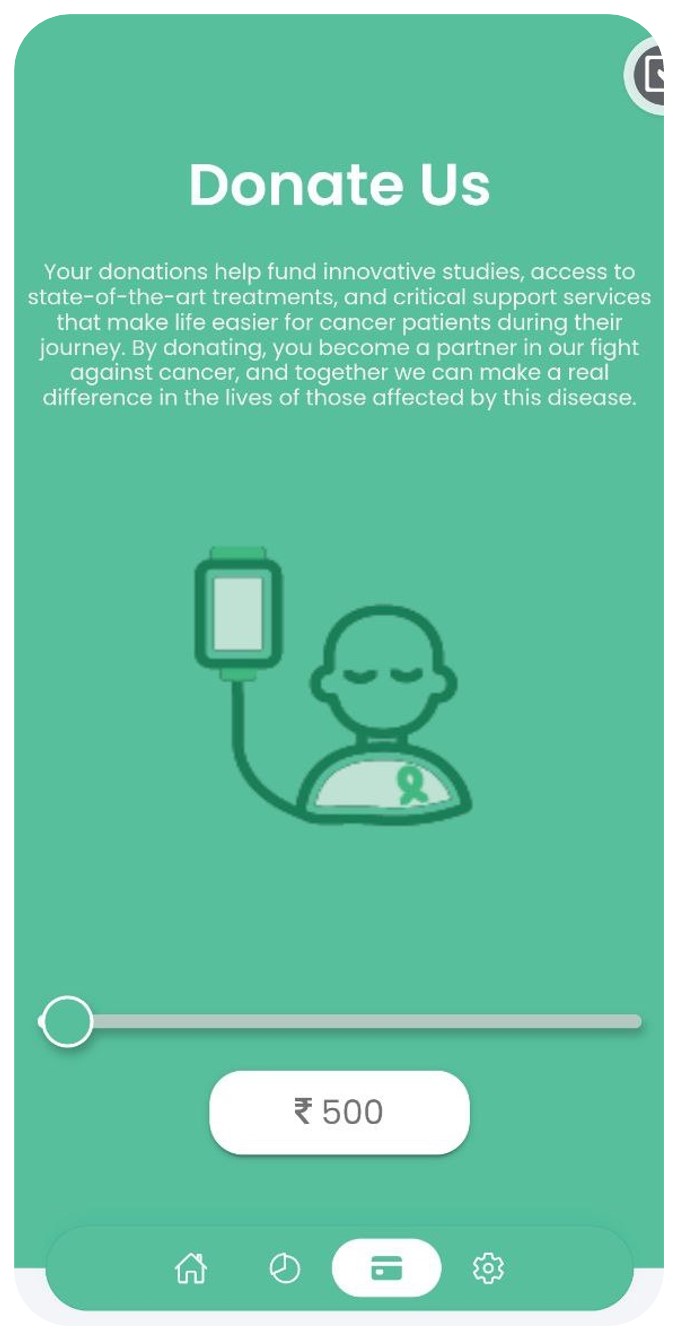 Donate Us
Your donations help fund innovative studies, access to
state-of-the-art treatments, and critical support services
that make life easier for cancer patients during their
journey. By donating, you become a partner in our fight
against cancer, and together we can make a real
difference in the lives of those affected by this disease.
₹ 500